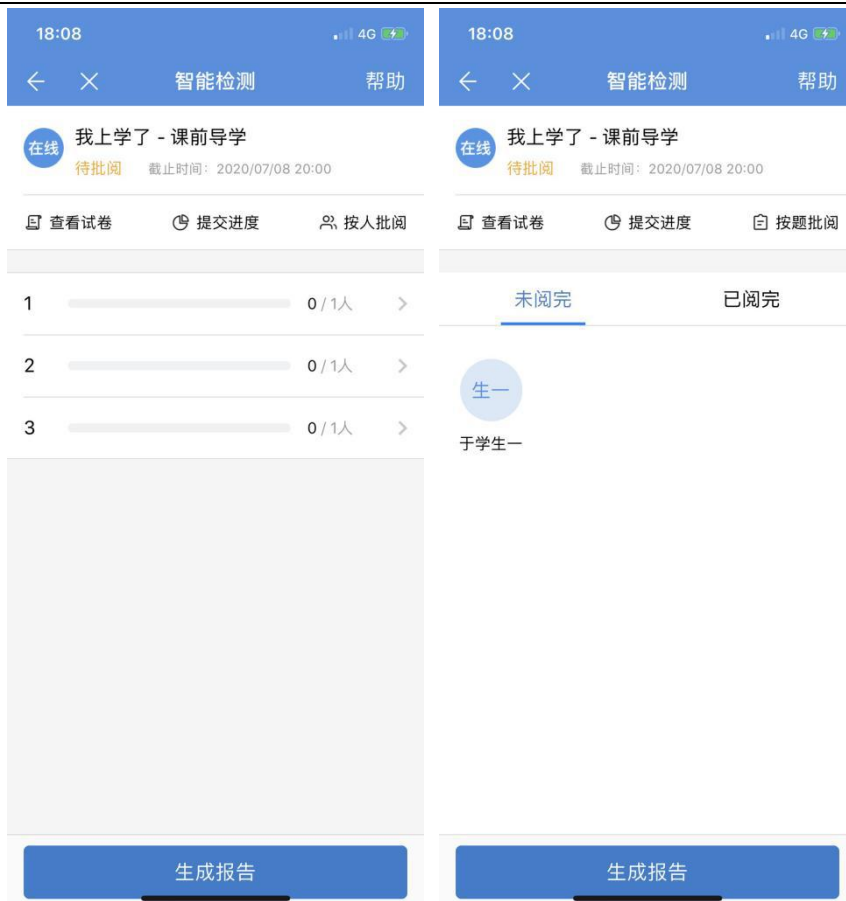 18:08
4G
智能检测
帮助
在线
我上学了 - 课前导学
待批阅 截止时间：2020/07/08 20:00
查看试卷 提交进度 按人批阅
1 0 / 1人
2 0 / 1人
3 0 / 1人
生成报告
18:08
4G
智能检测
帮助
在线
我上学了 - 课前导学
待批阅 截止时间：2020/07/08 20:00
查看试卷 提交进度 按题批阅
未阅完 已阅完
生一
于学生一
生成报告